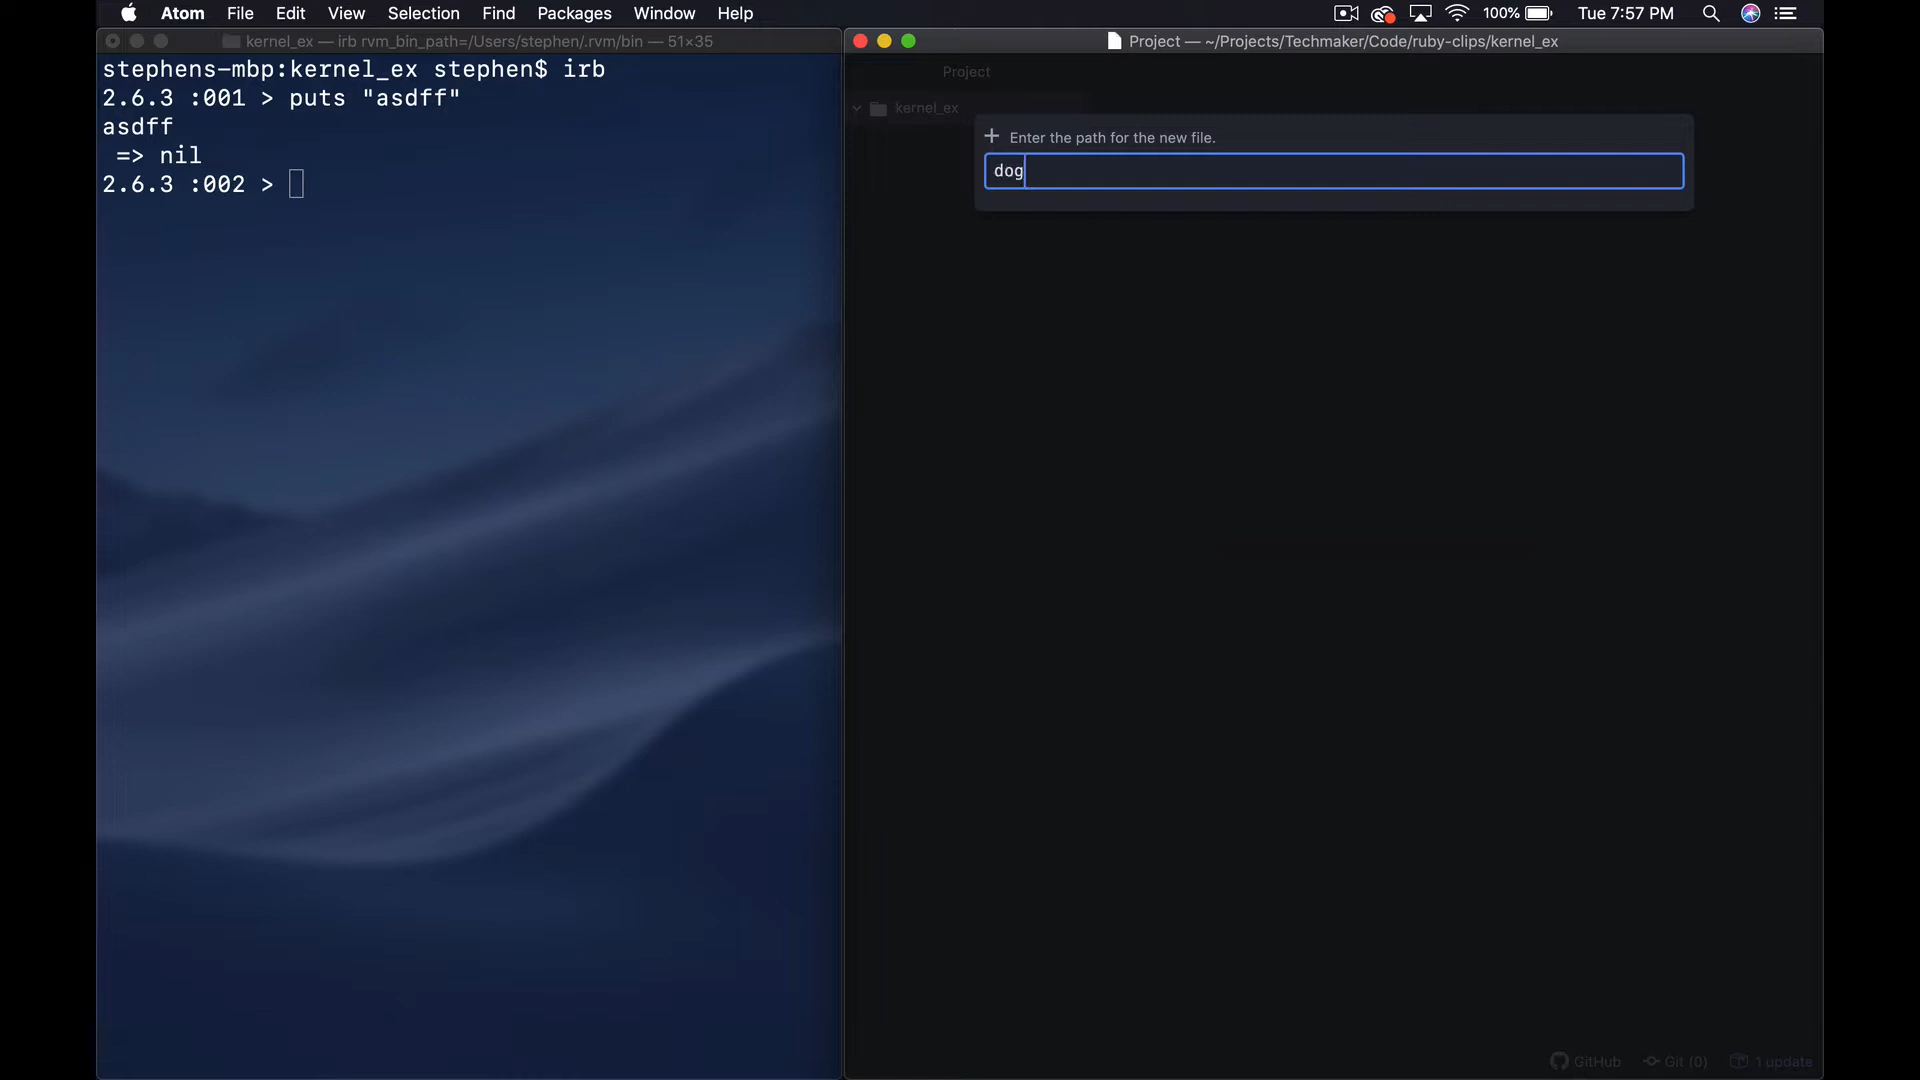 Atom File Edit View Selection Find Packages Window Help 100% Tue 7:57 PM
kernel_ex — irb rvm_bin_path=/Users/stephen/.rvm/bin — 51×35
stephens-mbp:kernel_ex stephen$ irb
2.6.3 :001 > puts "asdff"
asdff
=> nil
2.6.3 :002 >
Project — ~/Projects/Techmaker/Code/ruby-clips/kernel_ex
Project
kernel_ex
Enter the path for the new file.
dog
GitHub Git (0) 1 update